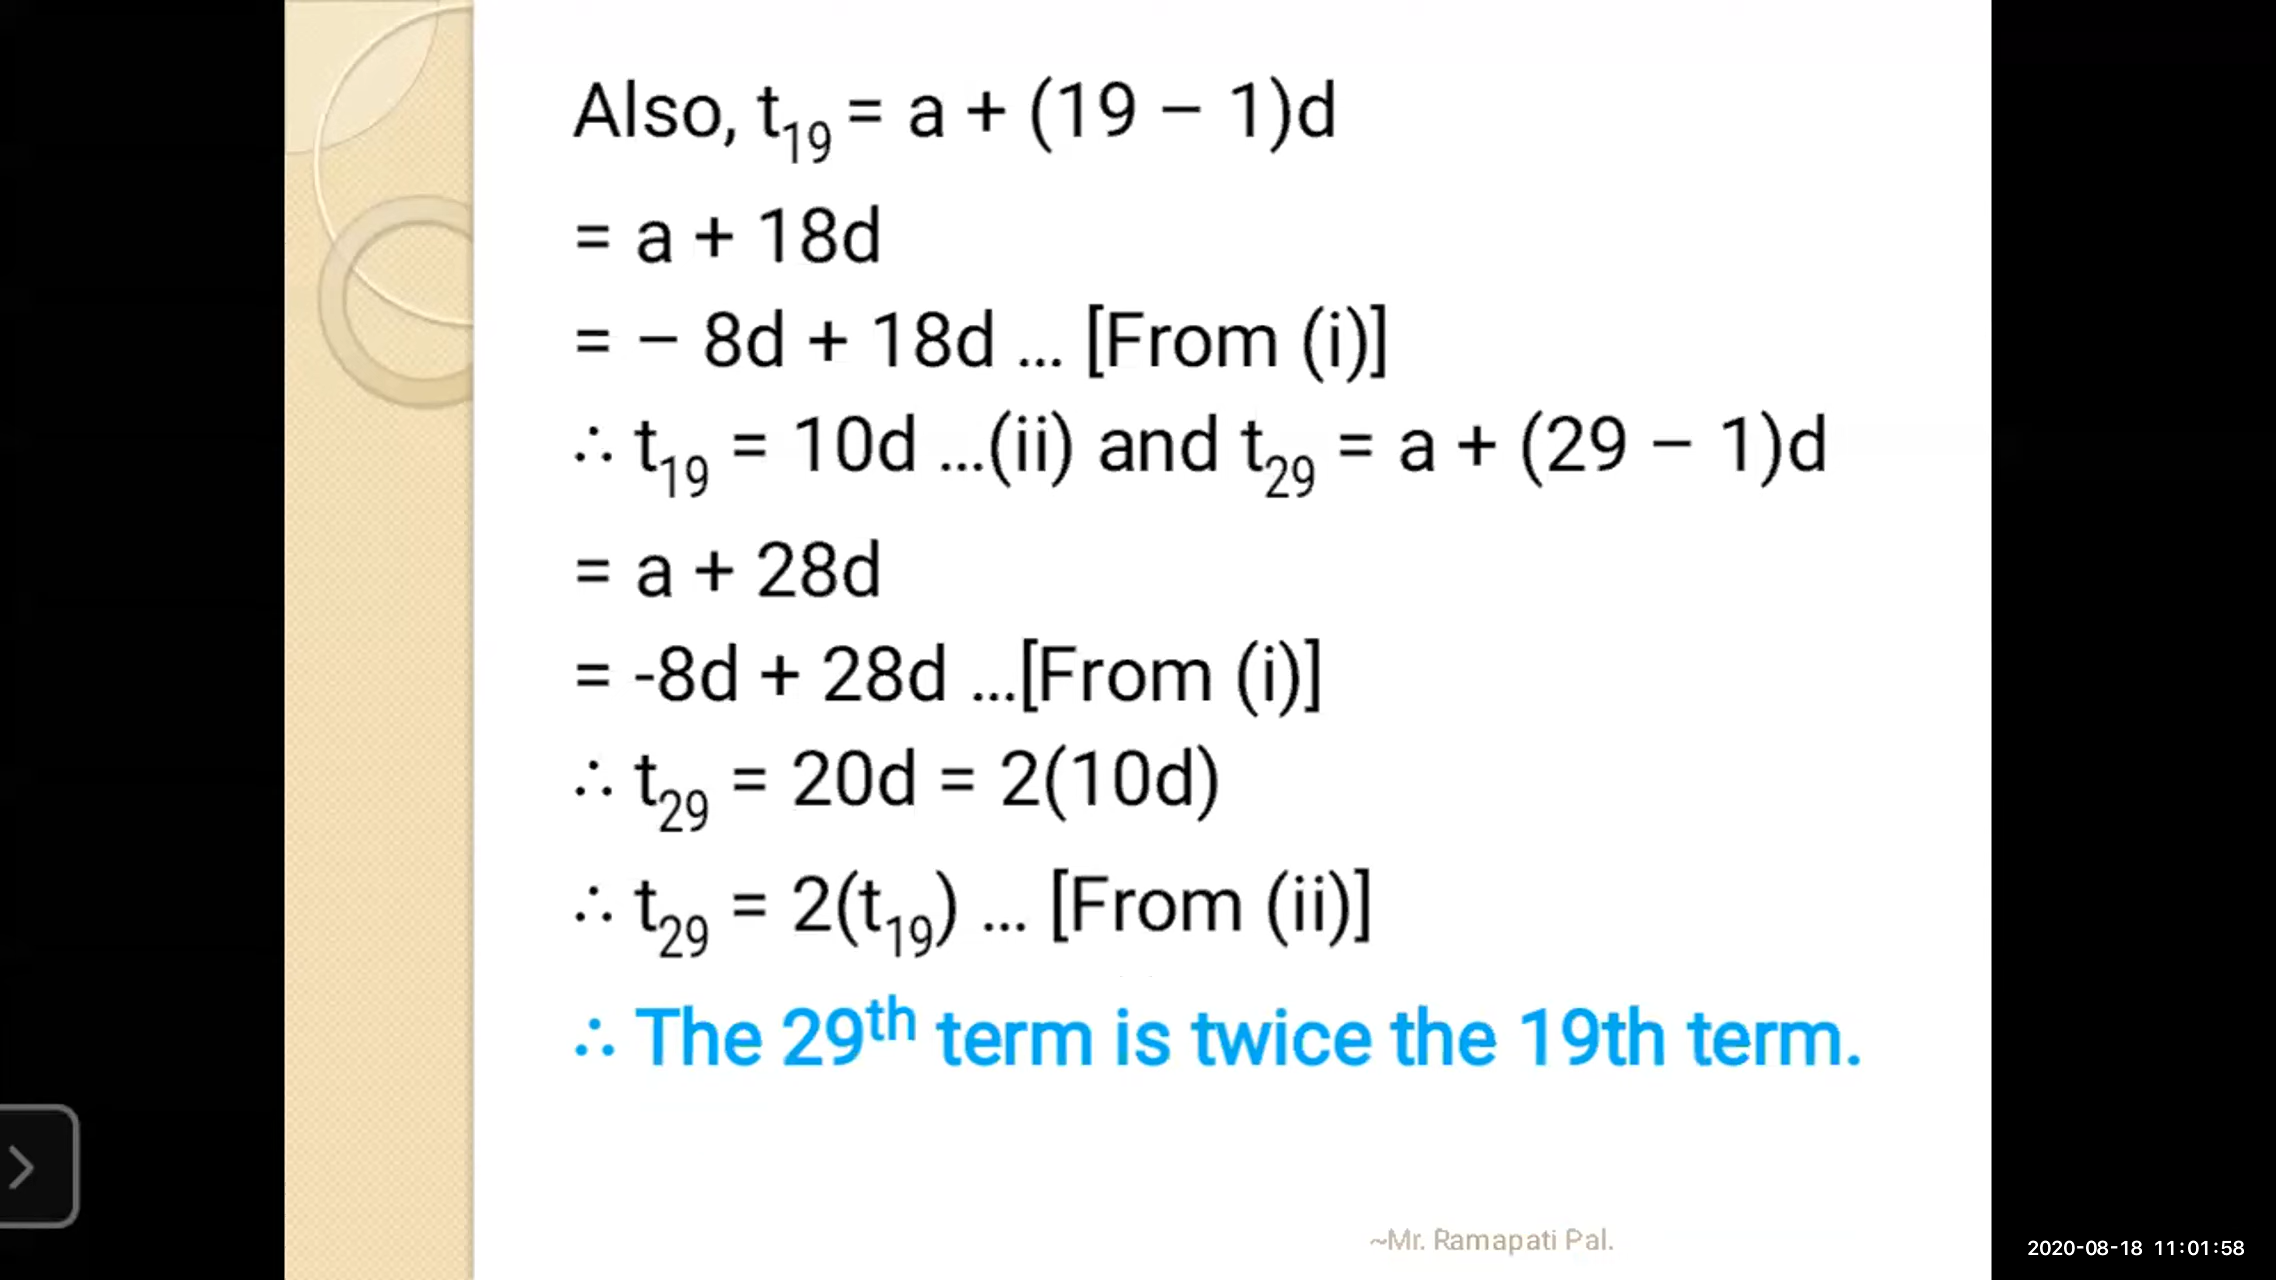 Also, t₁₉ = a + (19 – 1)d
= a + 18d
= – 8d + 18d ... [From (i)]
∴ t₁₉ = 10d ...(ii) and t₂₉ = a + (29 – 1)d
= a + 28d
= -8d + 28d ...[From (i)]
∴ t₂₉ = 20d = 2(10d)
∴ t₂₉ = 2(t₁₉) ... [From (ii)]
∴ The 29ᵗʰ term is twice the 19th term.
~Mr. Ramapati Pal.
2020-08-18 11:01:58